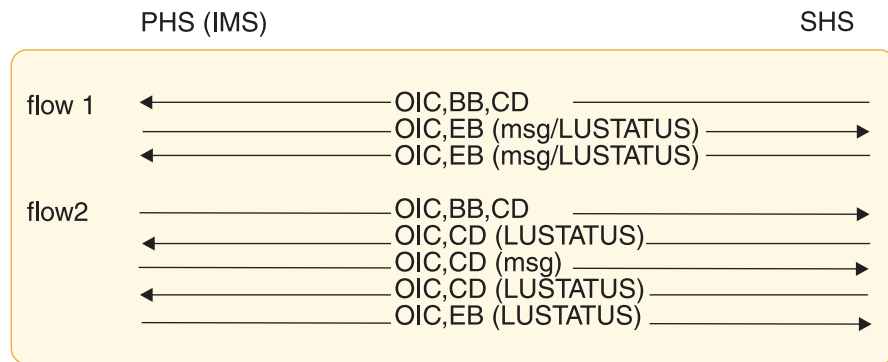 PHS (IMS) SHS
flow 1 OIC,BB,CD
OIC,EB (msg/LUSTATUS)
OIC,EB (msg/LUSTATUS)
flow2 OIC,BB,CD
OIC,CD (LUSTATUS)
OIC,CD (msg)
OIC,CD (LUSTATUS)
OIC,EB (LUSTATUS)